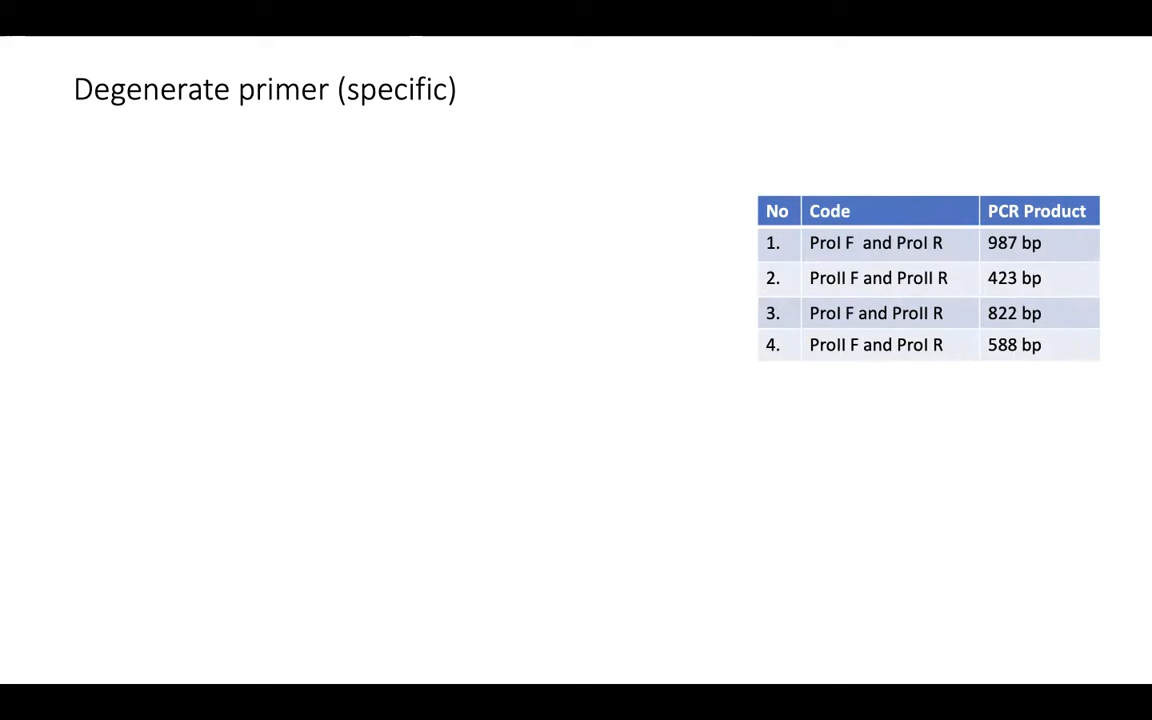 Degenerate primer (specific)
No Code PCR Product
1. ProI F and ProI R 987 bp
2. ProII F and ProII R 423 bp
3. ProI F and ProII R 822 bp
4. ProII F and ProI R 588 bp